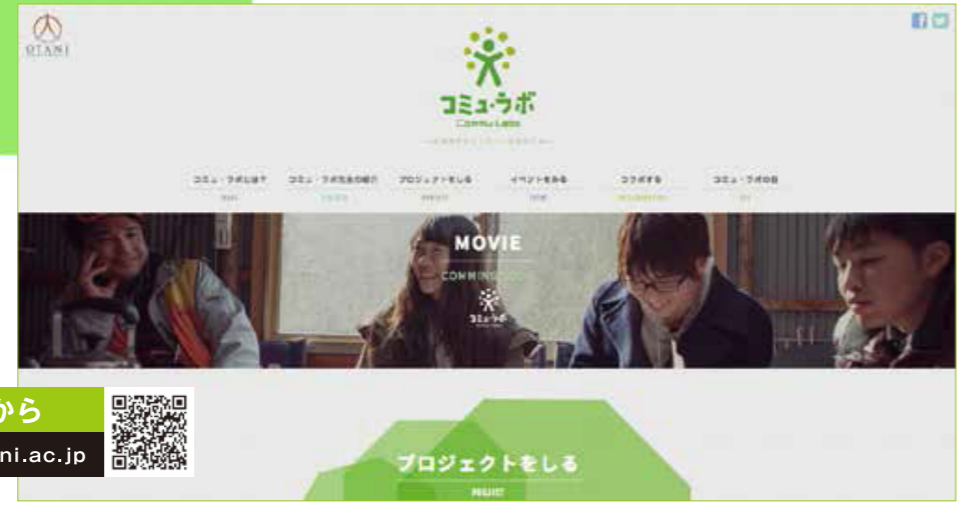 OTANI
コミュ・ラボ
Commu Labo
コミュ・ラボとは？
コミュ・ラボ先生の紹介
プロジェクトをしる
イベントをみる
コラボする
コミュ・ラボの日
MOVIE
コミュ・ラボ
から
ni.ac.jp
プロジェクトをしる
PROJECT